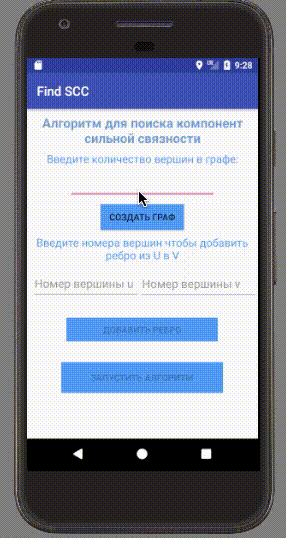 9:28
Find SCC
Алгоритм для поиска компонент
сильной связности
Введите количество вершин в графе:
СОЗДАТЬ ГРАФ
Введите номера вершин чтобы добавить
ребро из U в V
Номер вершины u Номер вершины v
ДОБАВИТЬ РЕБРО
ЗАПУСТИТЬ АЛГОРИТМ